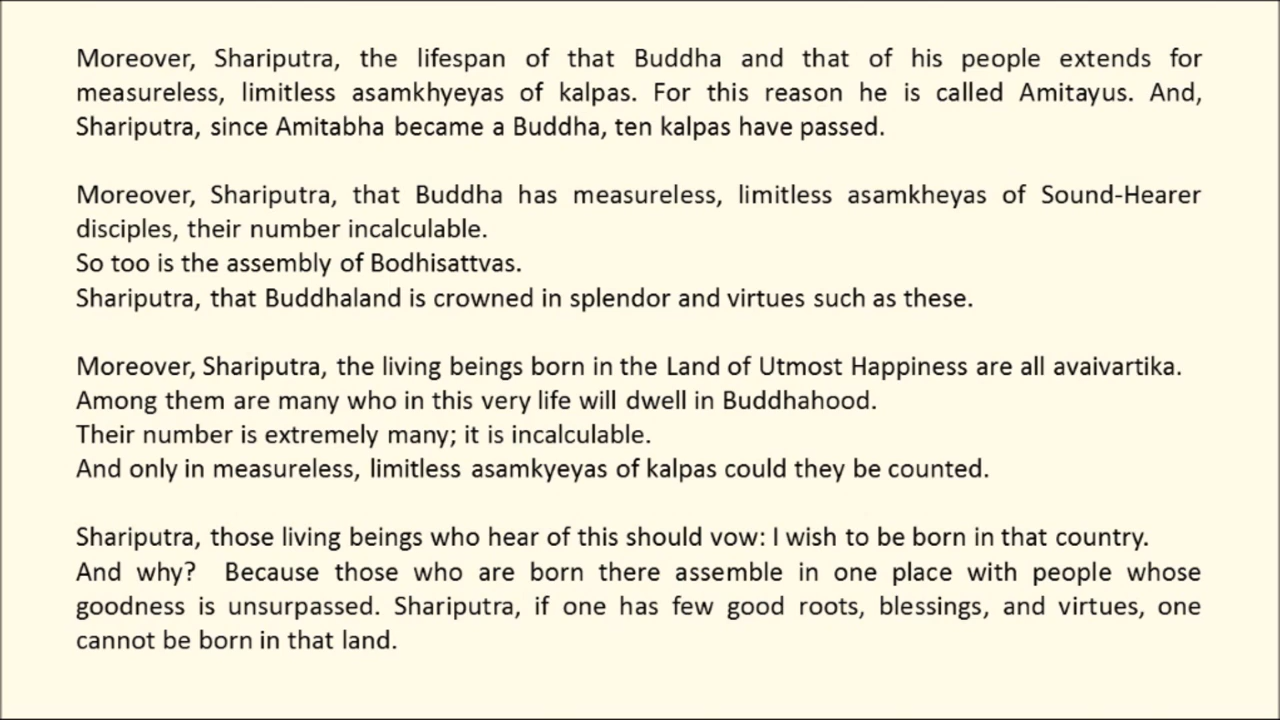 Moreover, Shariputra, the lifespan of that Buddha and that of his people extends for
measureless, limitless asamkhyeyas of kalpas. For this reason he is called Amitayus. And,
Shariputra, since Amitabha became a Buddha, ten kalpas have passed.
Moreover, Shariputra, that Buddha has measureless, limitless asamkheyas of Sound-Hearer
disciples, their number incalculable.
So too is the assembly of Bodhisattvas.
Shariputra, that Buddhaland is crowned in splendor and virtues such as these.
Moreover, Shariputra, the living beings born in the Land of Utmost Happiness are all avaivartika.
Among them are many who in this very life will dwell in Buddhahood.
Their number is extremely many; it is incalculable.
And only in measureless, limitless asamkyeyas of kalpas could they be counted.
Shariputra, those living beings who hear of this should vow: I wish to be born in that country.
And why? Because those who are born there assemble in one place with people whose
goodness is unsurpassed. Shariputra, if one has few good roots, blessings, and virtues, one
cannot be born in that land.